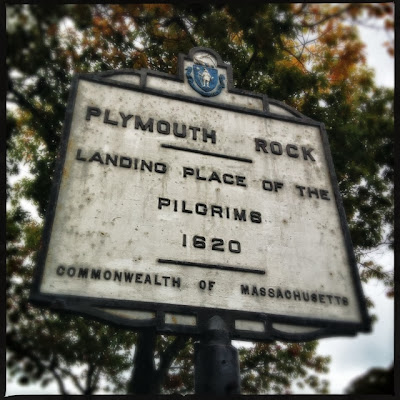 PLYMOUTH ROCK
LANDING PLACE OF THE
PILGRIMS
1620
COMMONWEALTH OF MASSACHUSETTS